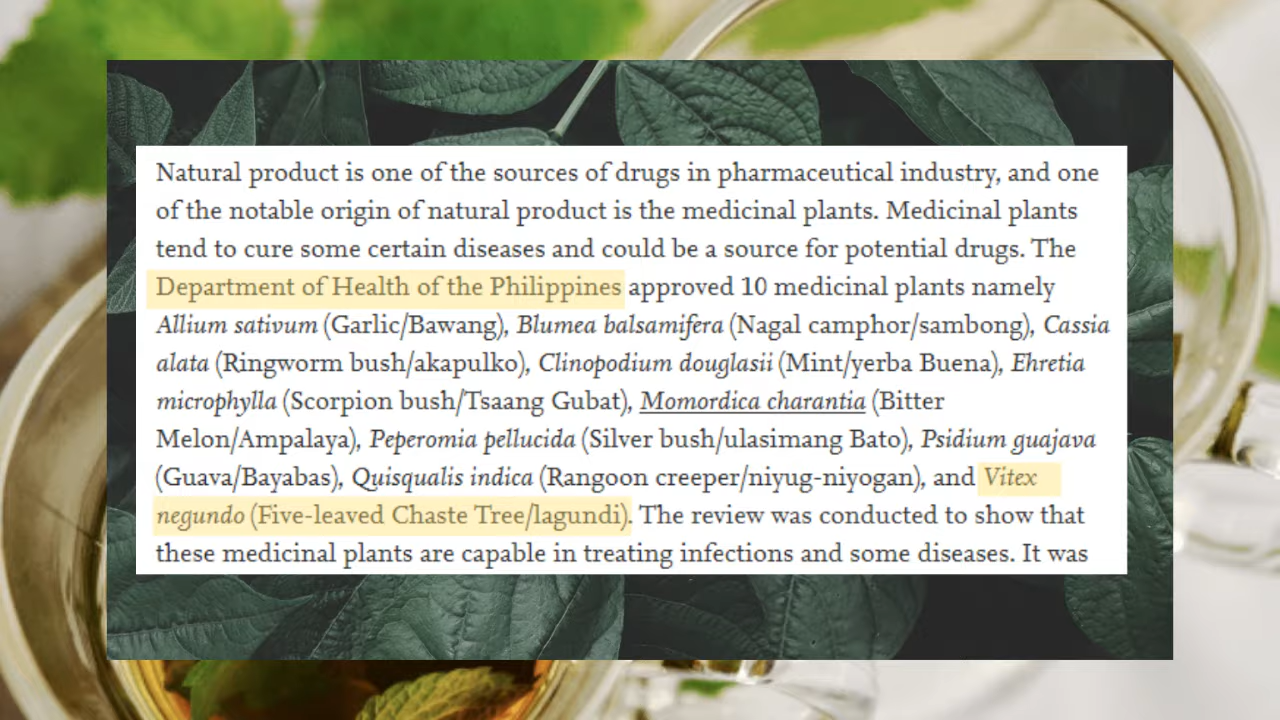 Natural product is one of the sources of drugs in pharmaceutical industry, and one
of the notable origin of natural product is the medicinal plants. Medicinal plants
tend to cure some certain diseases and could be a source for potential drugs. The
Department of Health of the Philippines approved 10 medicinal plants namely
Allium sativum (Garlic/Bawang), Blumea balsamifera (Nagal camphor/sambong), Cassia
alata (Ringworm bush/akapulko), Clinopodium douglasii (Mint/yerba Buena), Ehretia
microphylla (Scorpion bush/Tsaang Gubat), Momordica charantia (Bitter
Melon/Ampalaya), Peperomia pellucida (Silver bush/ulasimang Bato), Psidium guajava
(Guava/Bayabas), Quisqualis indica (Rangoon creeper/niyug-niyogan), and Vitex
negundo (Five-leaved Chaste Tree/lagundi). The review was conducted to show that
these medicinal plants are capable in treating infections and some diseases. It was